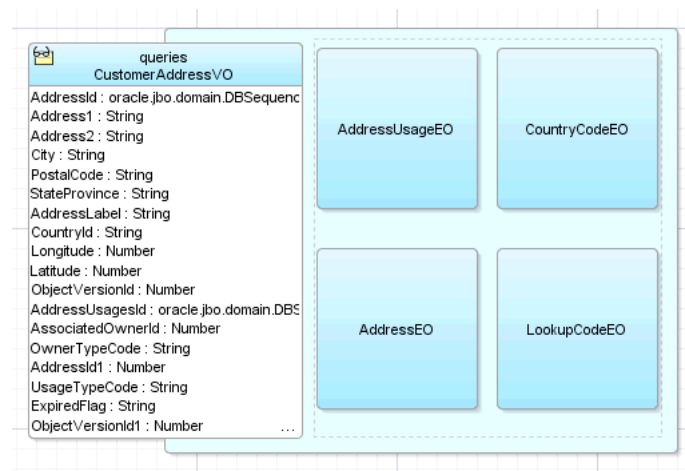 queries
CustomerAddressVO
AddressId : oracle.jbo.domain.DBSequenc
Address1 : String
Address2 : String
City : String
PostalCode : String
StateProvince : String
AddressLabel : String
CountryId : String
Longitude : Number
Latitude : Number
ObjectVersionId : Number
AddressUsagesId : oracle.jbo.domain.DBS
AssociatedOwnerId : Number
OwnerTypeCode : String
AddressId1 : Number
UsageTypeCode : String
ExpiredFlag : String
ObjectVersionId1 : Number ...
AddressUsageEO
CountryCodeEO
AddressEO
LookupCodeEO